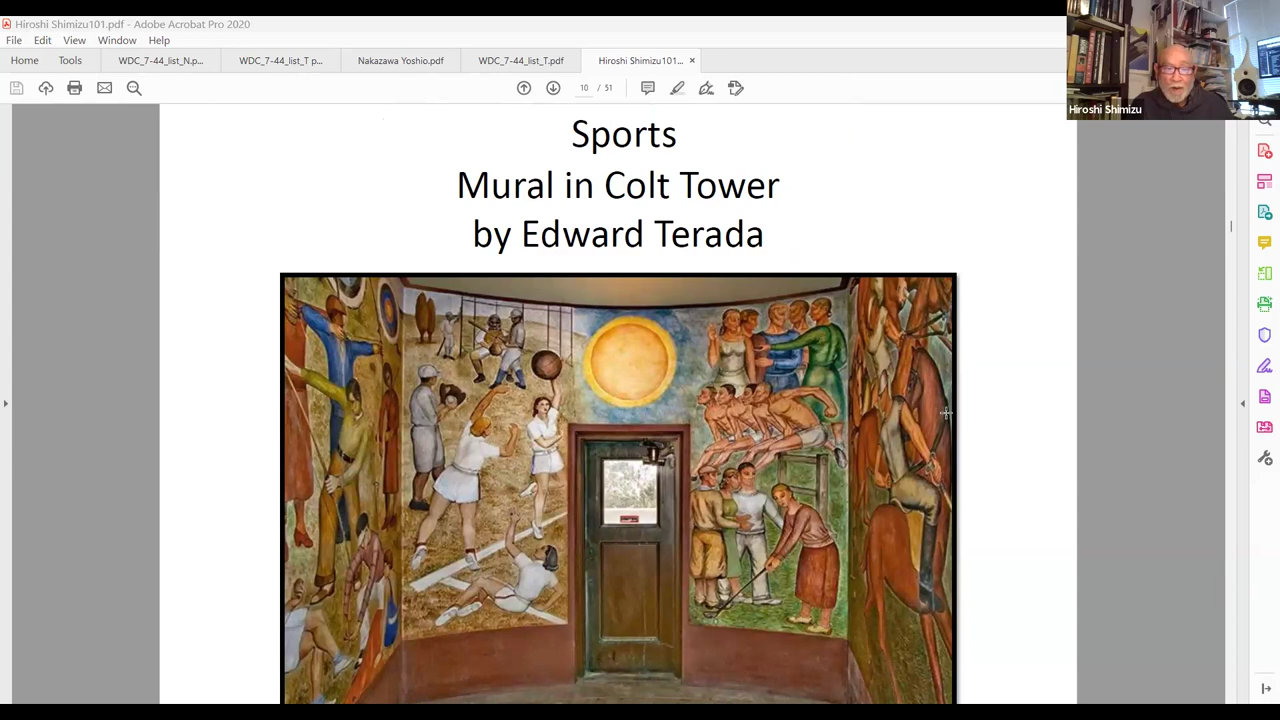 Hiroshi Shimizu101.pdf - Adobe Acrobat Pro 2020
File Edit View Window Help
Home Tools WDC_7-44_list_N.p... WDC_7-44_list_T p... Nakazawa Yoshio.pdf WDC_7-44_list_T.pdf Hiroshi Shimizu101... ×
10 / 51
Hiroshi Shimizu
Sports
Mural in Colt Tower
by Edward Terada